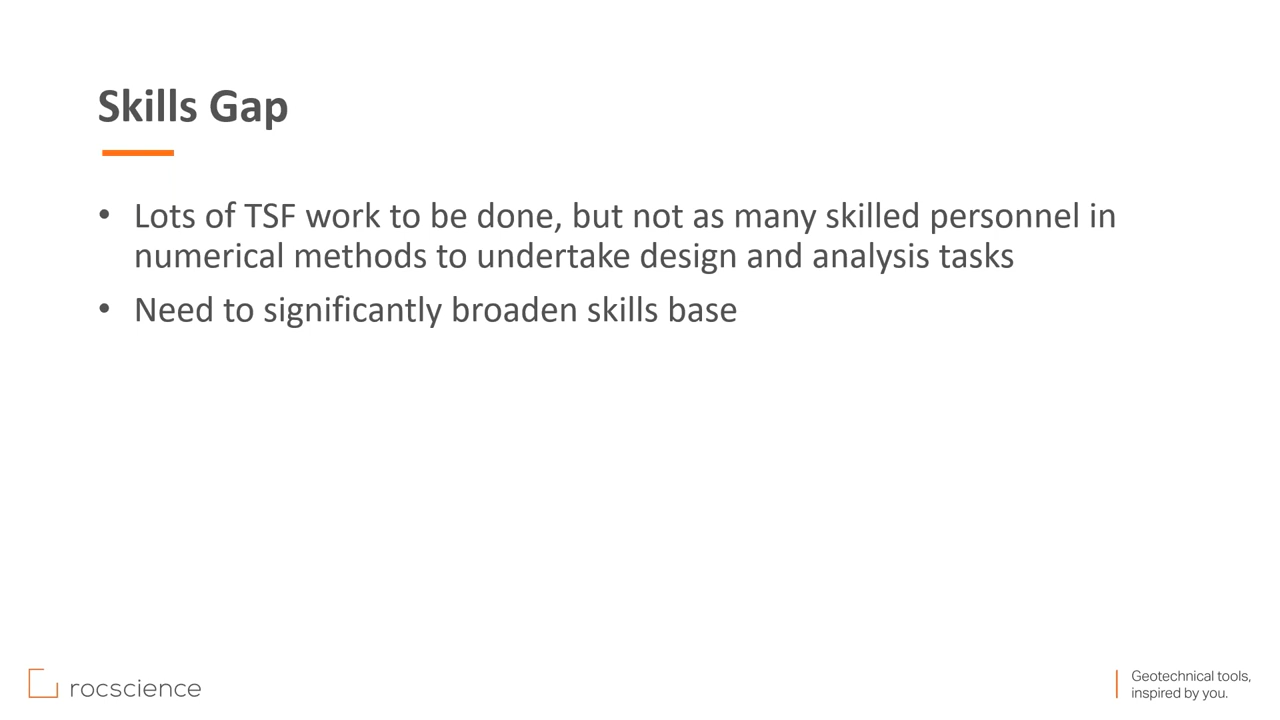 Skills Gap
• Lots of TSF work to be done, but not as many skilled personnel in
numerical methods to undertake design and analysis tasks
• Need to significantly broaden skills base
rocscience
Geotechnical tools,
inspired by you.